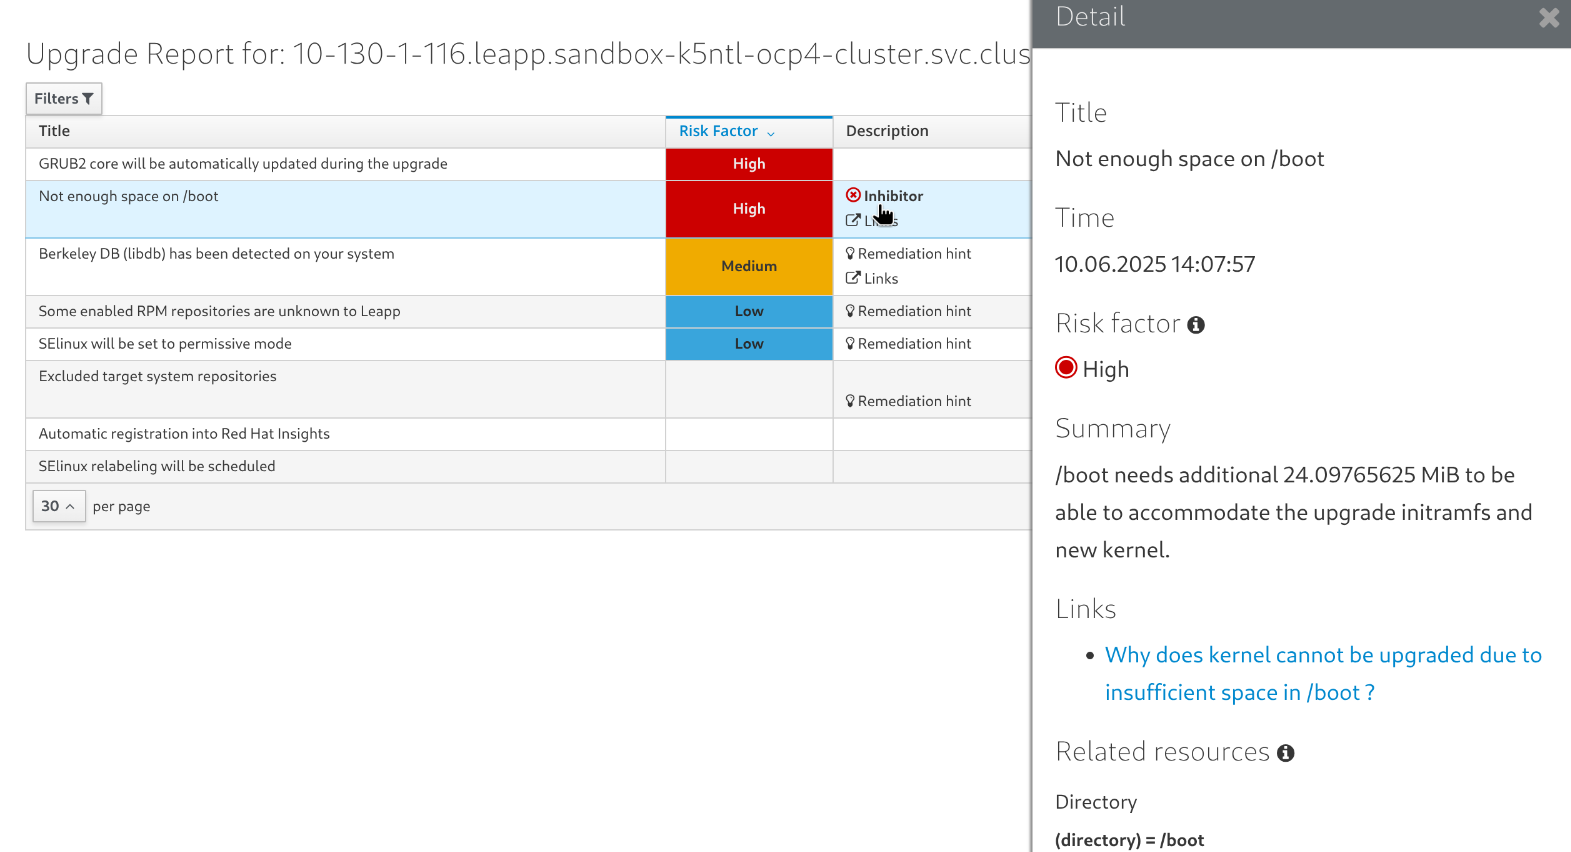 Upgrade Report for: 10-130-1-116.leapp.sandbox-k5ntl-ocp4-cluster.svc.clus
Filters
Title Risk Factor Description
GRUB2 core will be automatically updated during the upgrade High
Not enough space on /boot High Inhibitor
Links
Berkeley DB (libdb) has been detected on your system Medium Remediation hint
Links
Some enabled RPM repositories are unknown to Leapp Low Remediation hint
SElinux will be set to permissive mode Low Remediation hint
Excluded target system repositories
Remediation hint
Automatic registration into Red Hat Insights
SElinux relabeling will be scheduled
30 per page
Detail
Title
Not enough space on /boot
Time
10.06.2025 14:07:57
Risk factor
High
Summary
/boot needs additional 24.09765625 MiB to be
able to accommodate the upgrade initramfs and
new kernel.
Links
Why does kernel cannot be upgraded due to
insufficient space in /boot ?
Related resources
Directory
(directory) = /boot